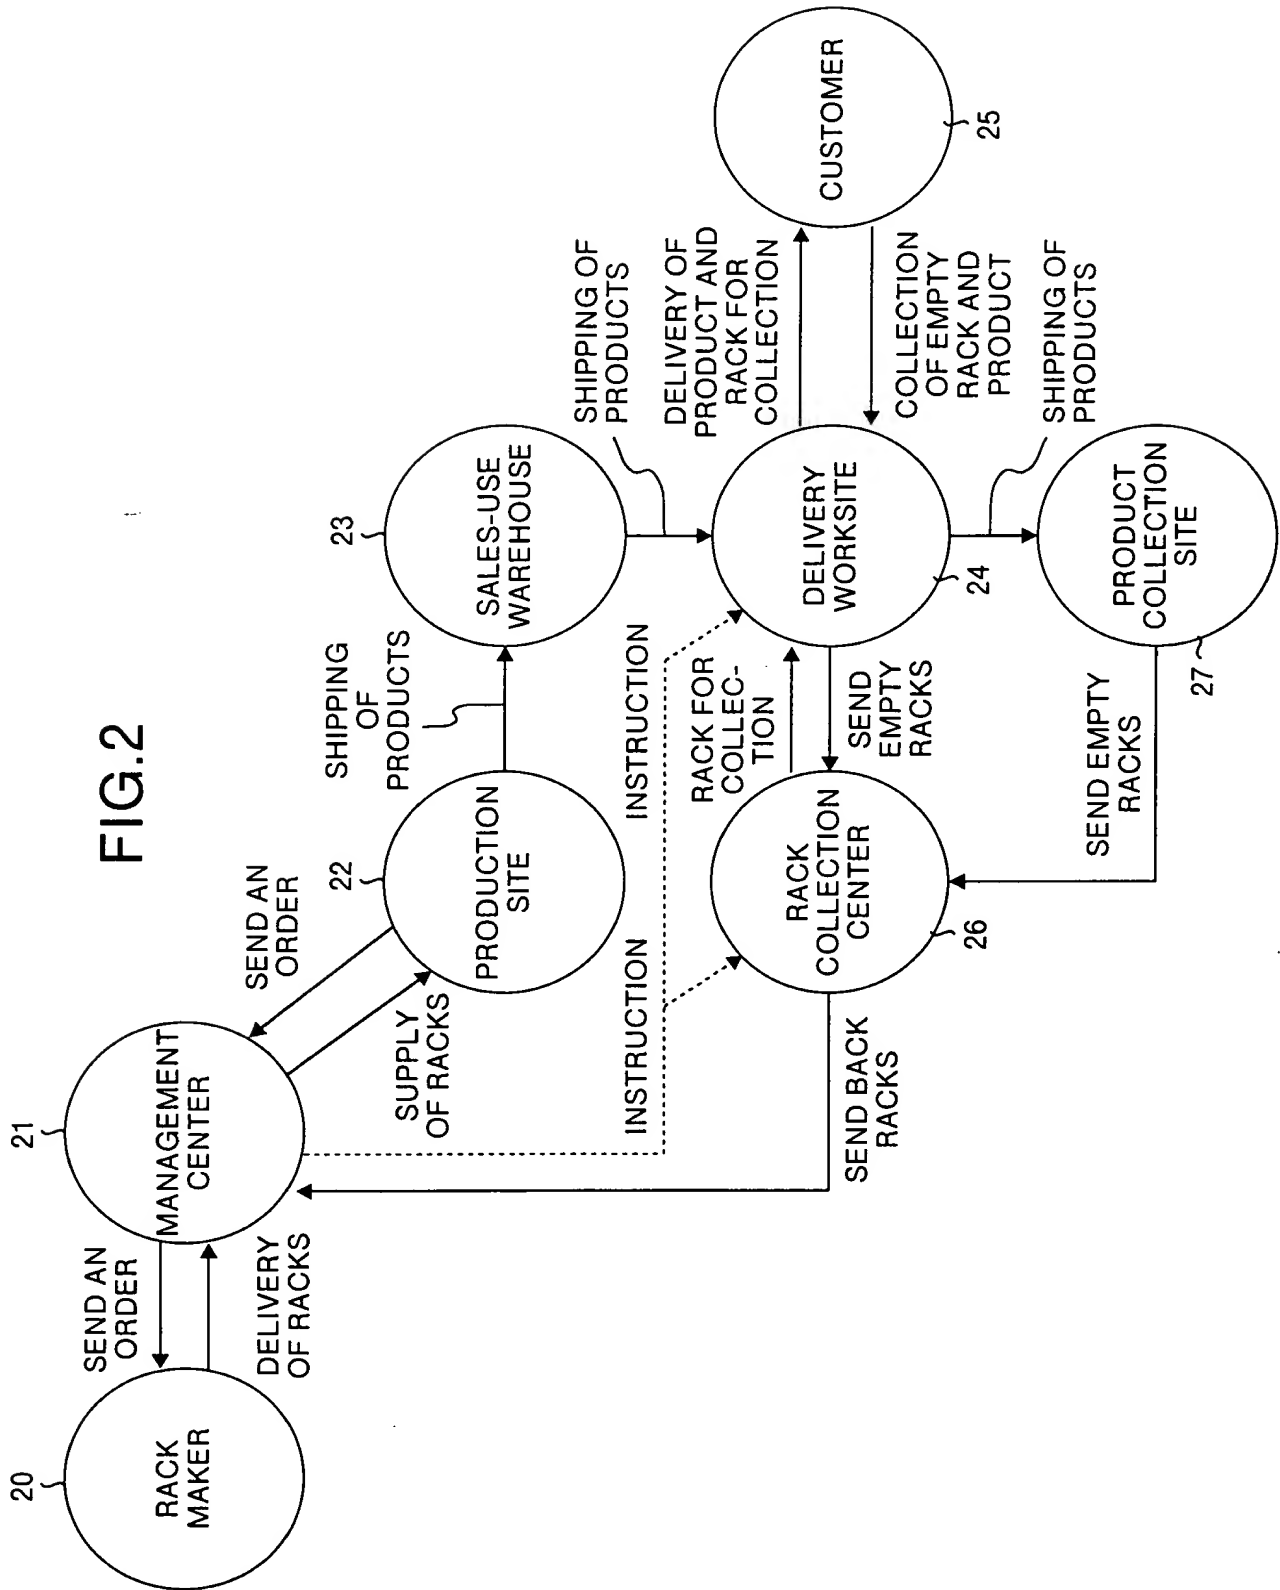 FIG.2
20
RACK
MAKER
SEND AN
ORDER
DELIVERY
OF RACKS
21
MANAGEMENT
CENTER
SEND AN
ORDER
SUPPLY
OF RACKS
22
PRODUCTION
SITE
SHIPPING
OF
PRODUCTS
23
SALES-USE
WAREHOUSE
SHIPPING OF
PRODUCTS
INSTRUCTION
INSTRUCTION
SEND BACK
RACKS
RACK
COLLECTION
CENTER
26
RACK FOR
COLLEC-
TION
SEND
EMPTY
RACKS
DELIVERY
WORKSITE
24
DELIVERY OF
PRODUCT AND
RACK FOR
COLLECTION
COLLECTION
OF EMPTY
RACK AND
PRODUCT
CUSTOMER
25
SHIPPING OF
PRODUCTS
SEND EMPTY
RACKS
PRODUCT
COLLECTION
SITE
27